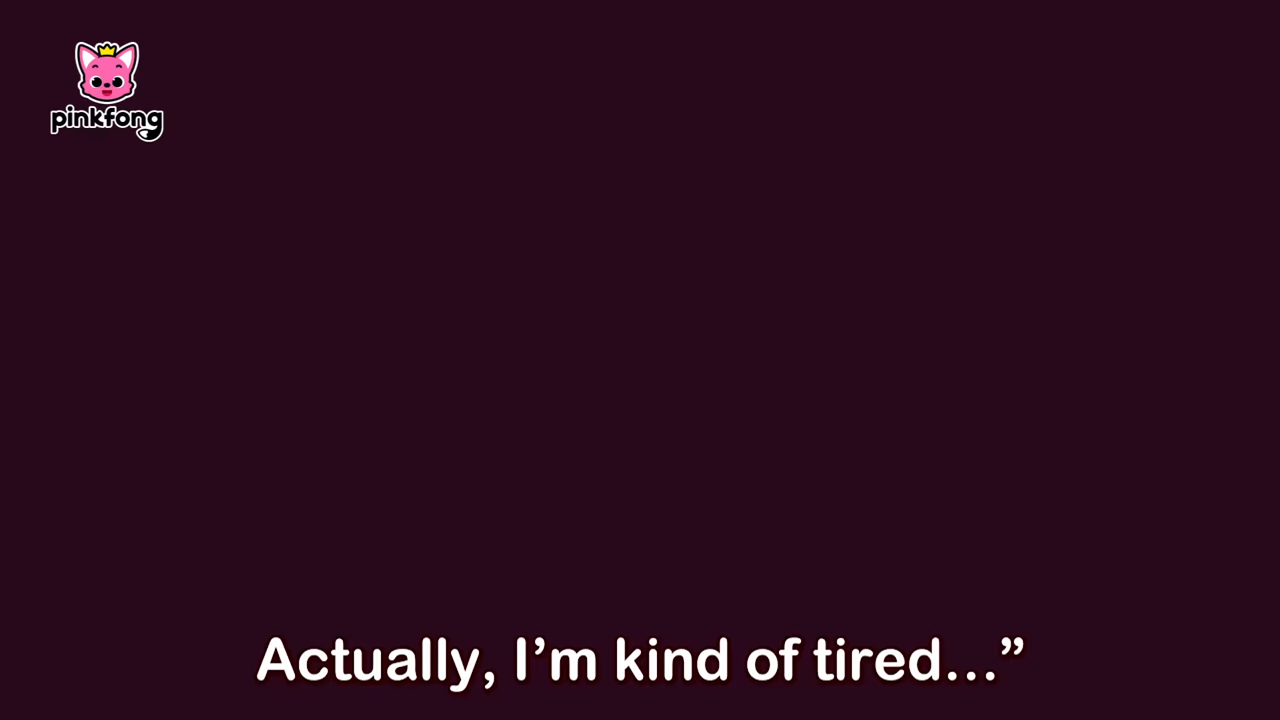 pinkfong
Actually, I’m kind of tired...”